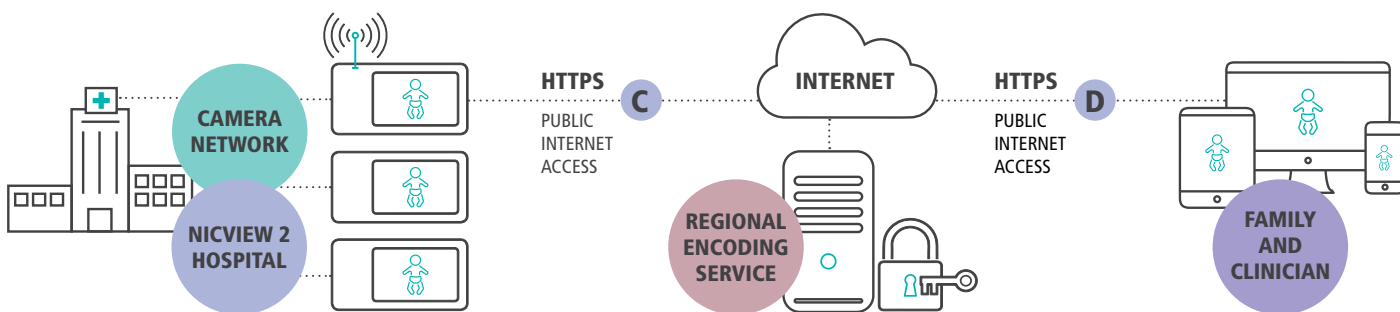 CAMERA
NETWORK
NICVIEW 2
HOSPITAL
HTTPS
PUBLIC
INTERNET
ACCESS
C
INTERNET
REGIONAL
ENCODING
SERVICE
HTTPS
PUBLIC
INTERNET
ACCESS
D
FAMILY
AND
CLINICIAN